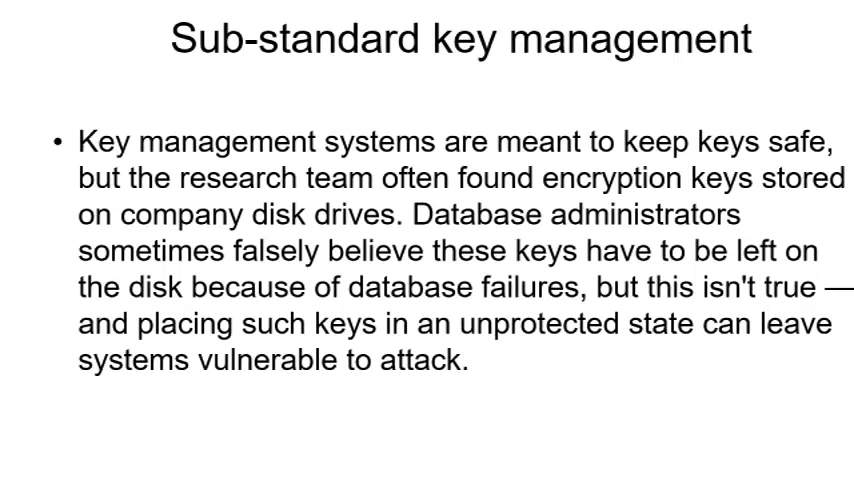 Sub-standard key management
• Key management systems are meant to keep keys safe,
but the research team often found encryption keys stored
on company disk drives. Database administrators
sometimes falsely believe these keys have to be left on
the disk because of database failures, but this isn't true —
and placing such keys in an unprotected state can leave
systems vulnerable to attack.